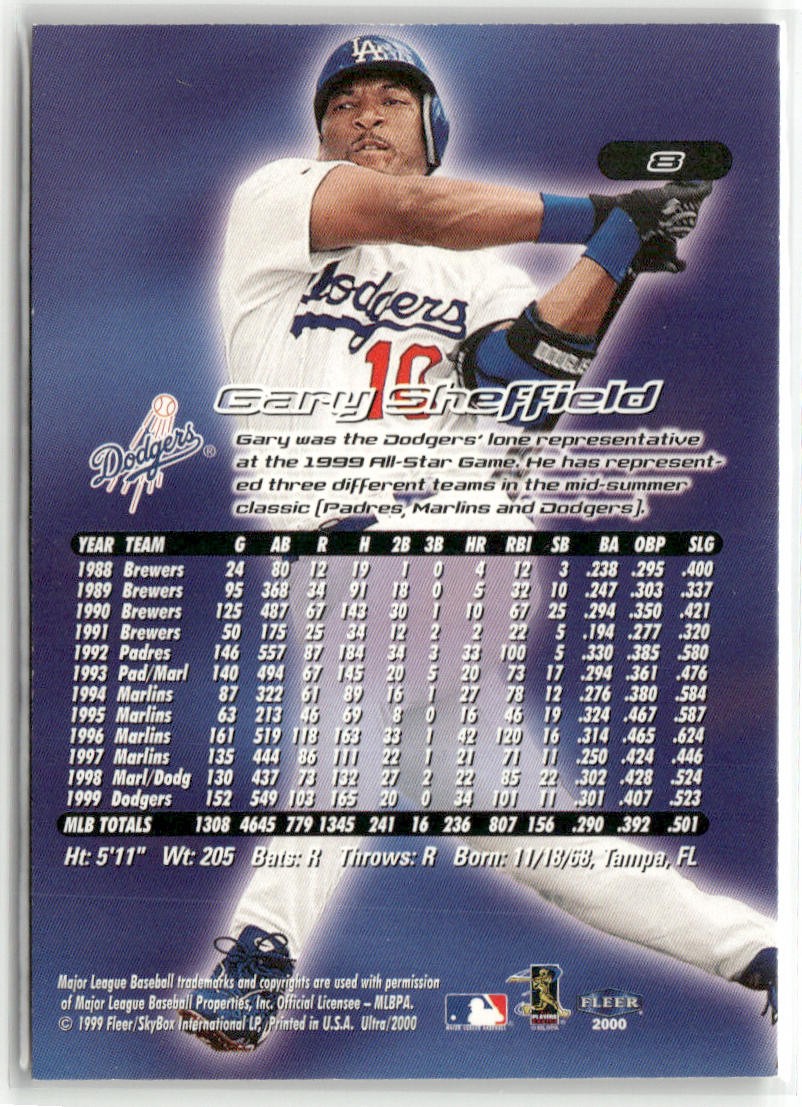 LA
8
Dodgers
10
Gary Sheffield
Dodgers®
Gary was the Dodgers' lone representative
at the 1999 All-Star Game. He has represent-
ed three different teams in the mid-summer
classic (Padres, Marlins and Dodgers).
YEAR TEAM G AB R H 2B 3B HR RBI SB BA OBP SLG
1988 Brewers 24 80 12 19 1 0 4 12 3 .238 .295 .400
1989 Brewers 95 368 34 91 18 0 5 32 10 .247 .303 .337
1990 Brewers 125 487 67 143 30 1 10 67 25 .294 .350 .421
1991 Brewers 50 175 25 34 12 2 2 22 5 .194 .277 .320
1992 Padres 146 557 87 184 34 3 33 100 5 .330 .385 .580
1993 Pad/Marl 140 494 67 145 20 5 20 73 17 .294 .361 .476
1994 Marlins 87 322 61 89 16 1 27 78 12 .276 .380 .584
1995 Marlins 63 213 46 69 8 0 16 46 19 .324 .467 .587
1996 Marlins 161 519 118 163 33 1 42 120 16 .314 .465 .624
1997 Marlins 135 444 86 111 22 1 21 71 11 .250 .424 .446
1998 Marl/Dodg 130 437 73 132 27 2 22 85 22 .302 .428 .524
1999 Dodgers 152 549 103 165 20 0 34 101 11 .301 .407 .523
MLB TOTALS 1308 4645 779 1345 241 16 236 807 156 .290 .392 .501
Ht: 5'11" Wt: 205 Bats: R Throws: R Born: 11/18/68, Tampa, FL
Major League Baseball trademarks and copyrights are used with permission
of Major League Baseball Properties, Inc. Official Licensee – MLBPA.
© 1999 Fleer/SkyBox International LP, Printed in U.S.A. Ultra/2000
MAJOR LEAGUE BASEBALL
FLEER
2000